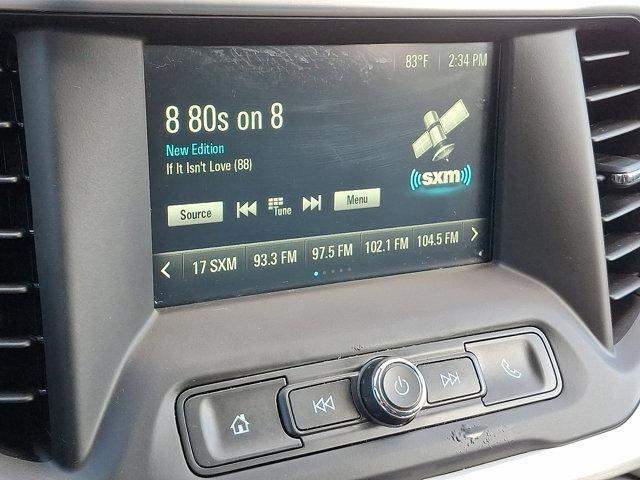 83°F 2:34 PM
8 80s on 8
New Edition
If It Isn't Love (88)
sxm
Source Tune Menu
17 SXM 93.3 FM 97.5 FM 102.1 FM 104.5 FM